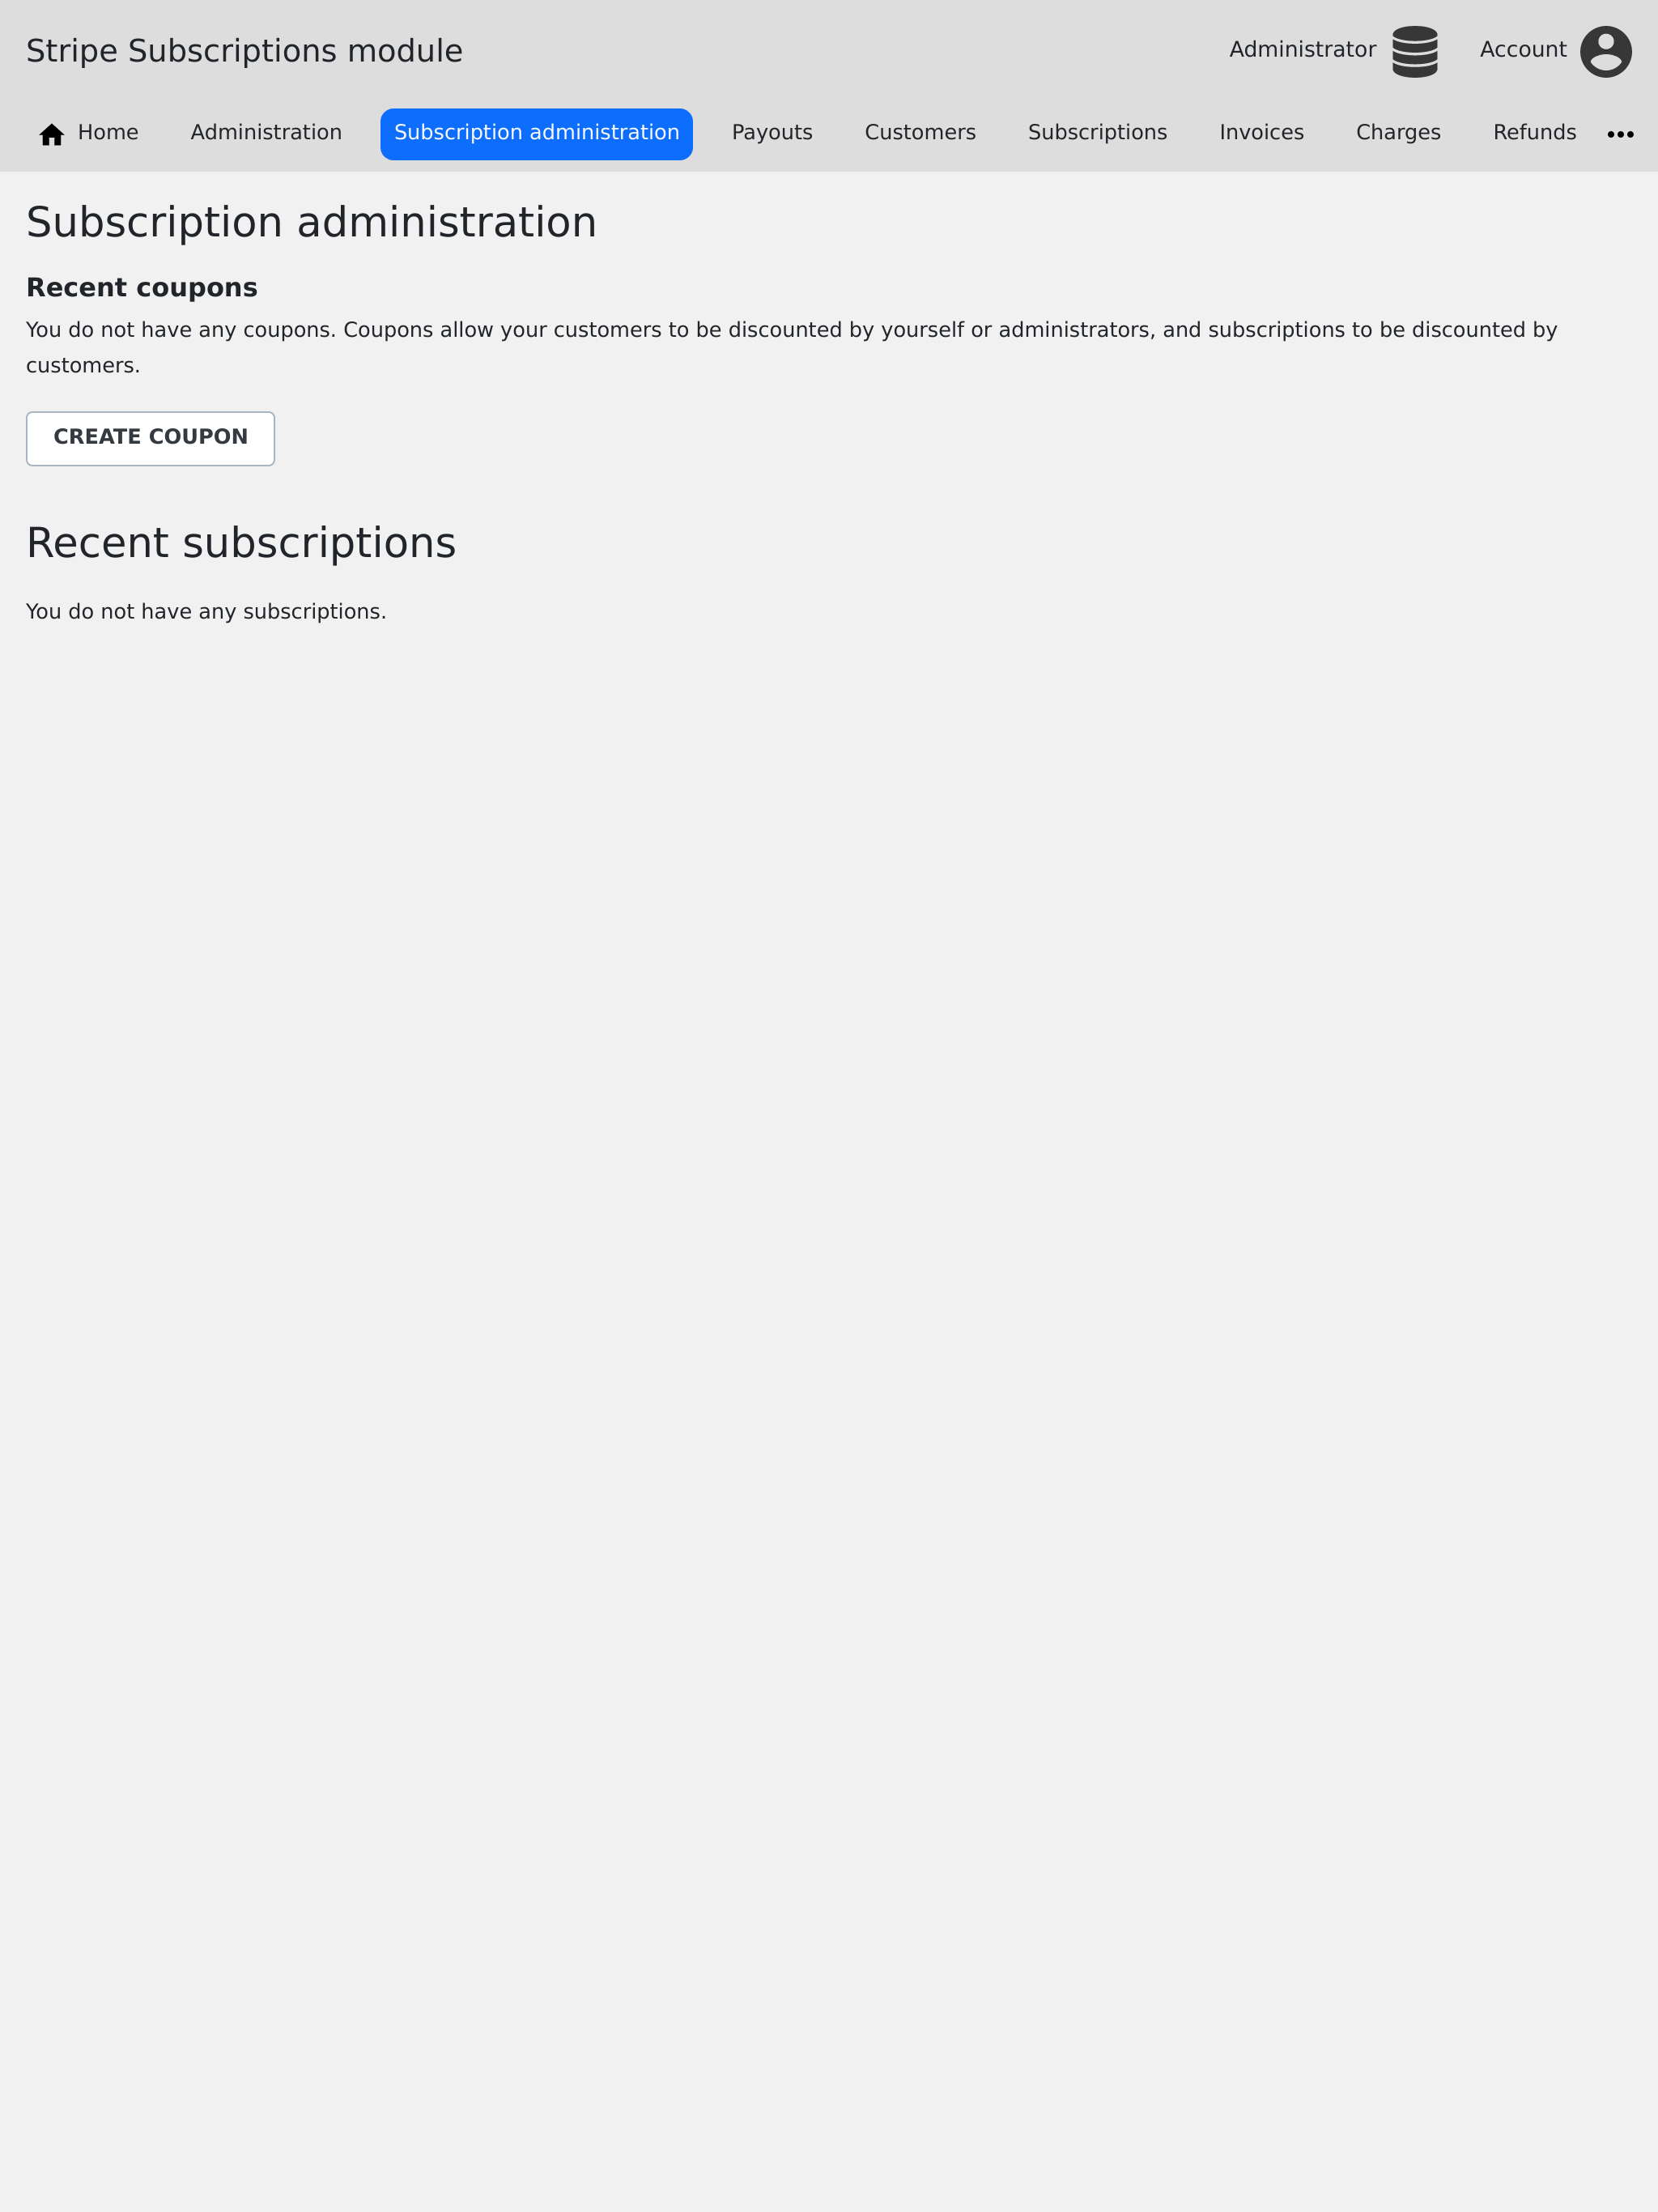 Stripe Subscriptions module
Administrator
Account
Home
Administration
Subscription administration
Payouts
Customers
Subscriptions
Invoices
Charges
Refunds
Subscription administration
Recent coupons
You do not have any coupons. Coupons allow your customers to be discounted by yourself or administrators, and subscriptions to be discounted by
customers.
CREATE COUPON
Recent subscriptions
You do not have any subscriptions.